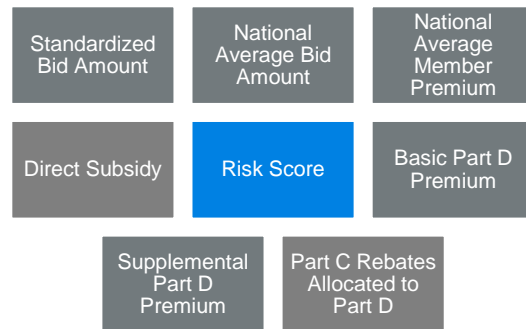 Standardized
Bid Amount
National
Average Bid
Amount
National
Average
Member
Premium
Direct Subsidy
Risk Score
Basic Part D
Premium
Supplemental
Part D
Premium
Part C Rebates
Allocated to
Part D